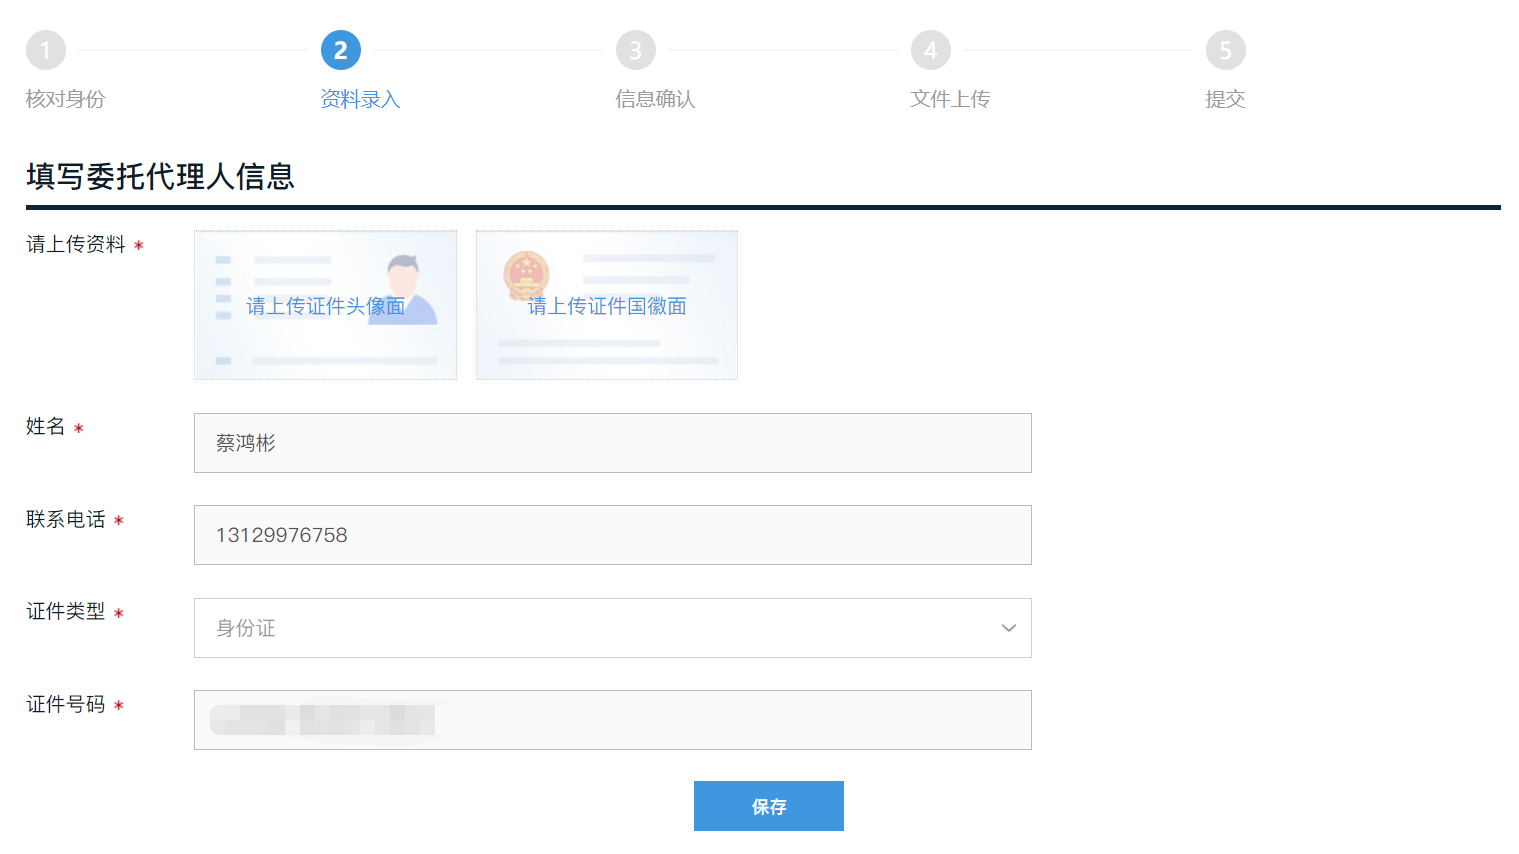 1 2 3 4 5
核对身份 资料录入 信息确认 文件上传 提交
填写委托代理人信息
请上传资料 *
请上传证件头像面 请上传证件国徽面
姓名 *
蔡鸿彬
联系电话 *
13129976758
证件类型 *
身份证
证件号码 *
保存